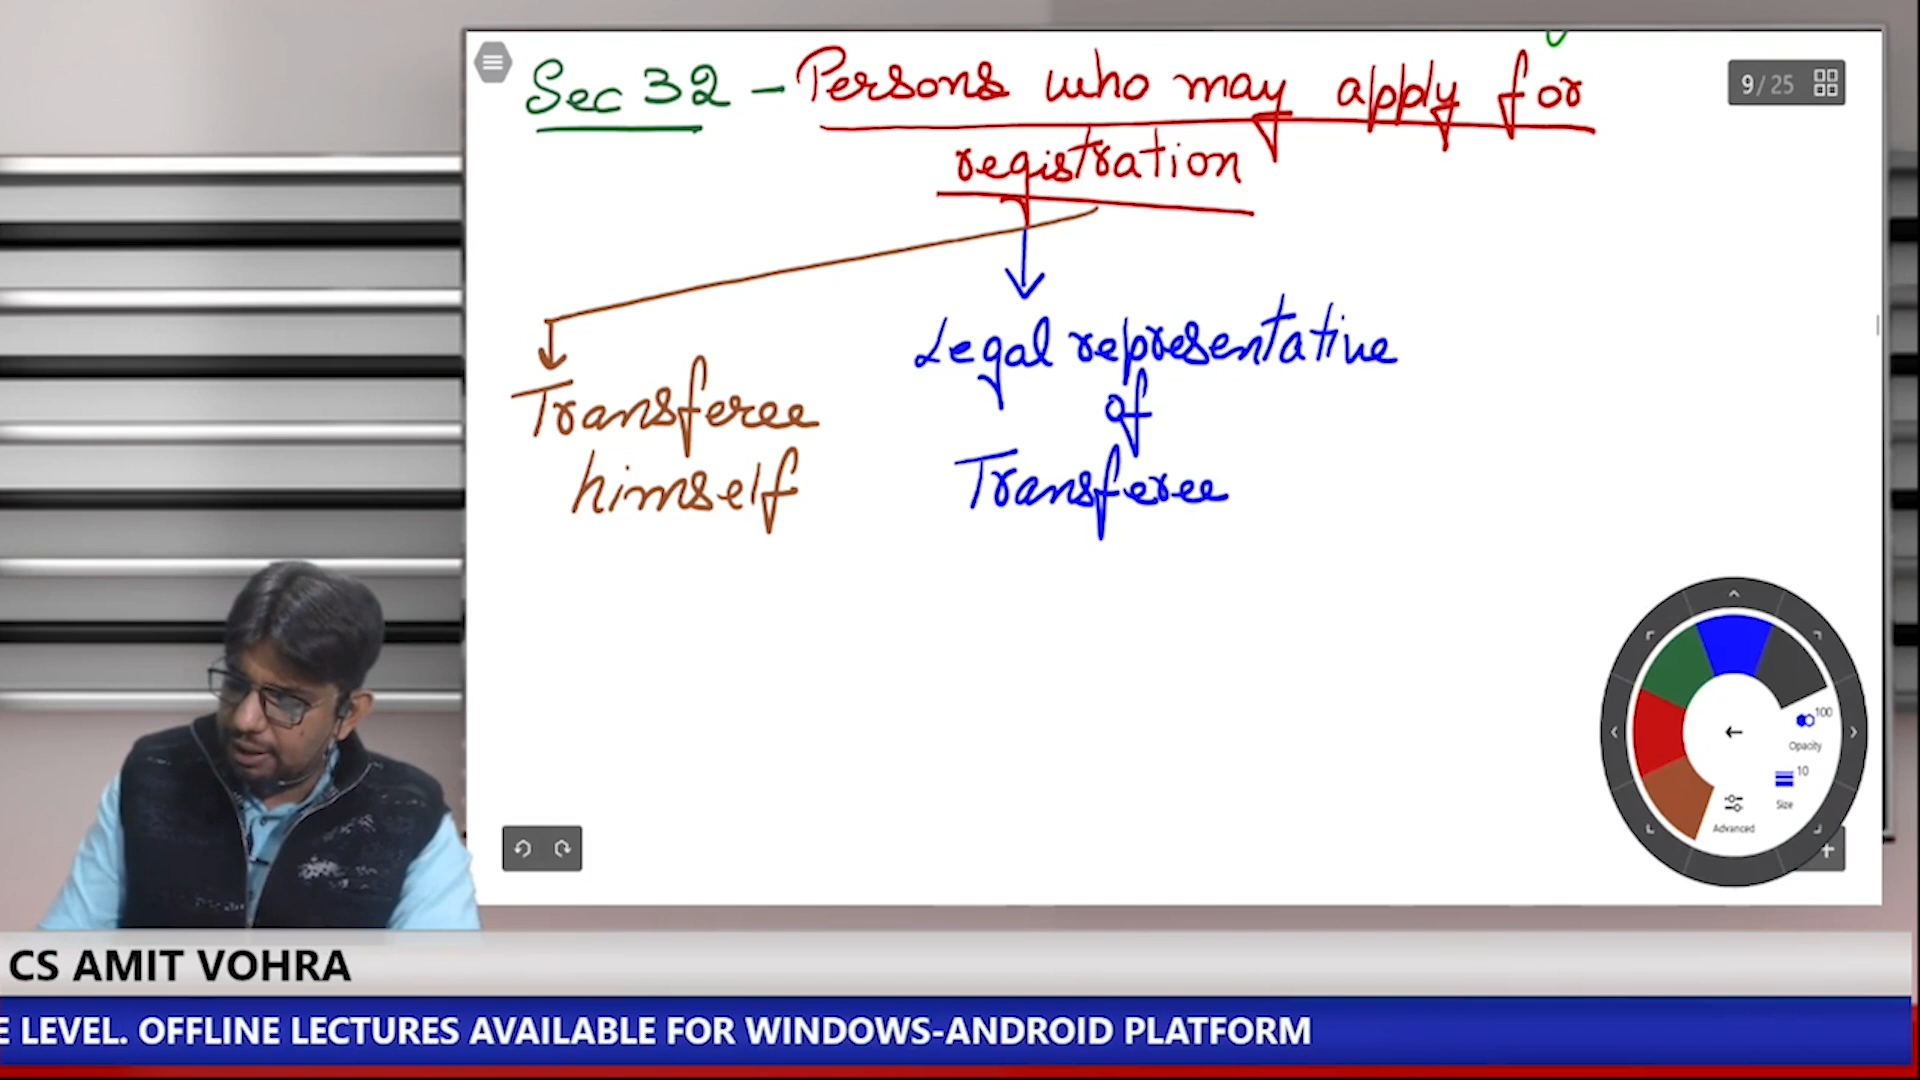 Sec 32 - Persons who may apply for
registration
Transferee
himself
Legal representative
of
Transferee
9 / 25
100
Opacity
10
Size
Advanced
CS AMIT VOHRA
E LEVEL. OFFLINE LECTURES AVAILABLE FOR WINDOWS-ANDROID PLATFORM